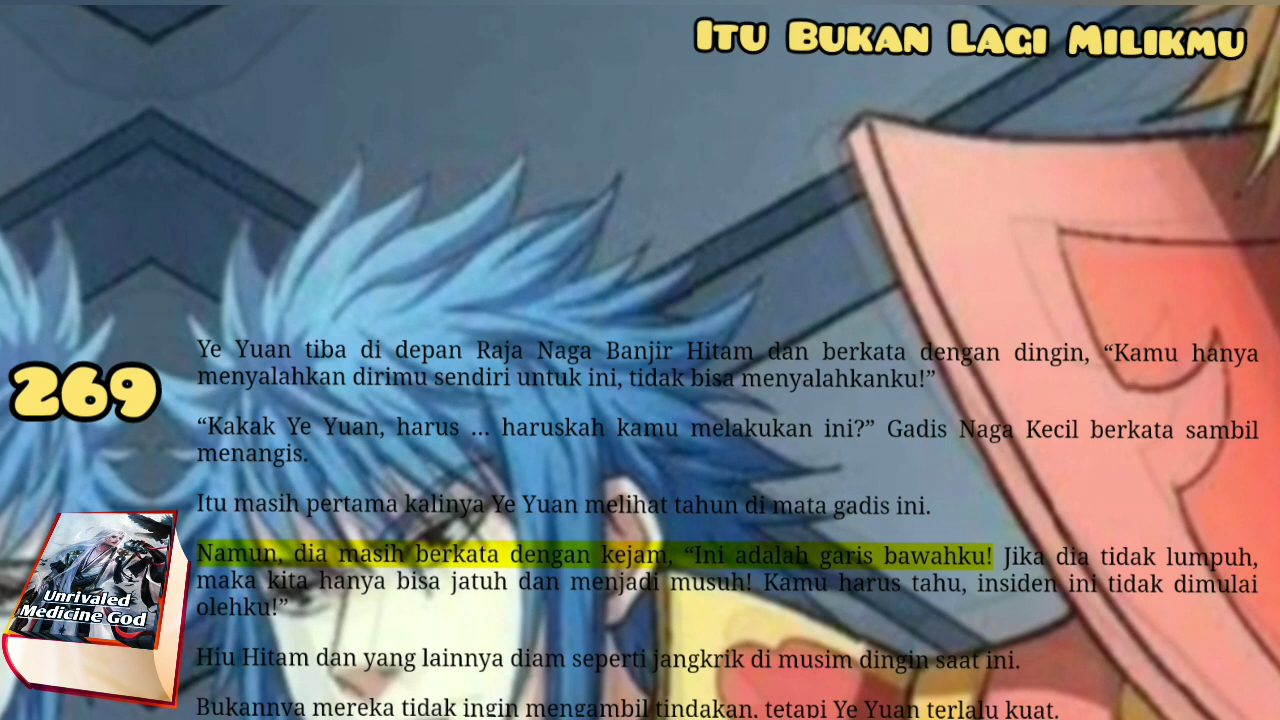 Itu Bukan Lagi Milikmu
Ye Yuan tiba di depan Raja Naga Banjir Hitam dan berkata dengan dingin, “Kamu hanya
menyalahkan dirimu sendiri untuk ini, tidak bisa menyalahkanku!”
“Kakak Ye Yuan, harus … haruskah kamu melakukan ini?” Gadis Naga Kecil berkata sambil
menangis.
Itu masih pertama kalinya Ye Yuan melihat tahun di mata gadis ini.
Namun, dia masih berkata dengan kejam, “Ini adalah garis bawahku! Jika dia tidak lumpuh,
maka kita hanya bisa jatuh dan menjadi musuh! Kamu harus tahu, insiden ini tidak dimulai
olehku!”
Hiu Hitam dan yang lainnya diam seperti jangkrik di musim dingin saat ini.
Bukannya mereka tidak ingin mengambil tindakan, tetapi Ye Yuan terlalu kuat.
269
Unrivaled
Medicine God